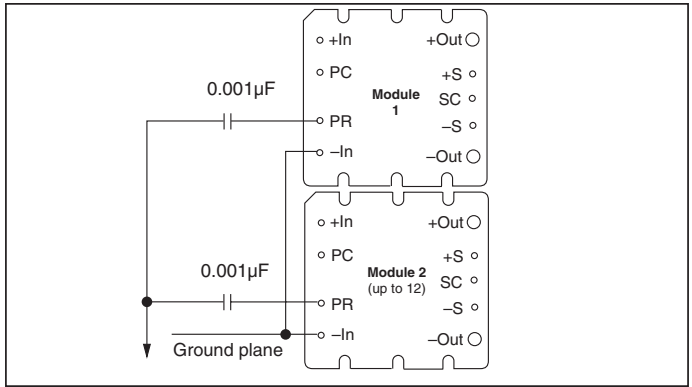 +In
+Out
PC
+S
0.001µF
Module
1
SC
PR
–S
–In
–Out
+In
+Out
PC
+S
0.001µF
Module 2
(up to 12)
SC
PR
–S
–In
–Out
Ground plane